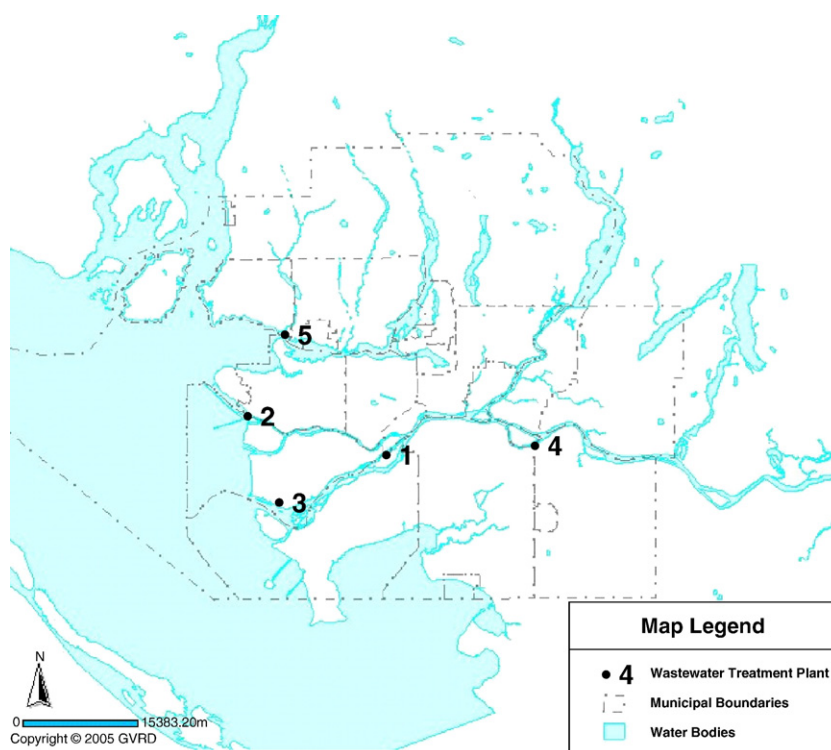 5
2
4
1
3
Map Legend
4 Wastewater Treatment Plant
Municipal Boundaries
Water Bodies
N
0 15383.20m
Copyright © 2005 GVRD